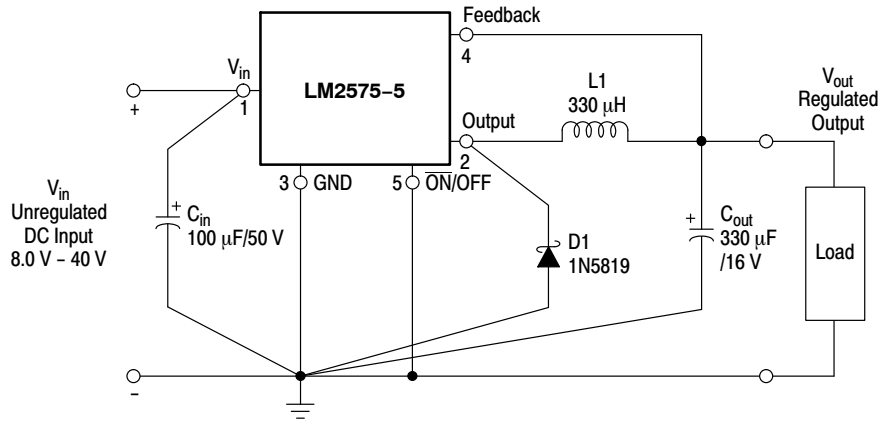 Feedback
4
V_in
1
LM2575−5
L1
330 μH
V_out
Regulated
Output
Output
2
+
3 GND
5 O̅N̅/OFF
V_in
Unregulated
DC Input
8.0 V − 40 V
+
C_in
100 μF/50 V
D1
1N5819
+
C_out
330 μF
/16 V
Load
−